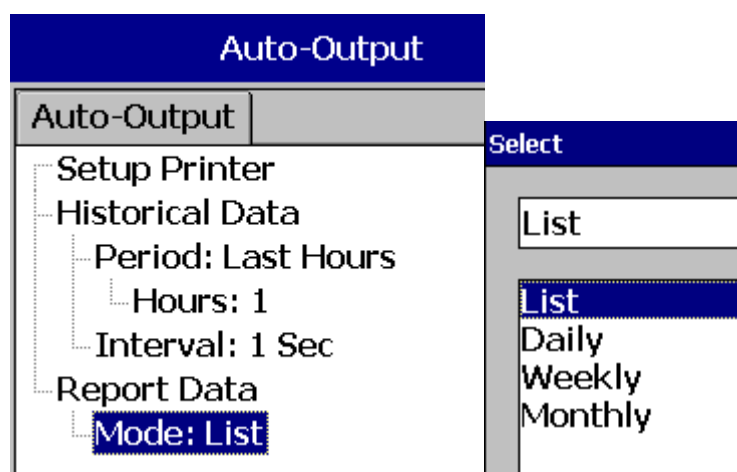 Auto-Output
Auto-Output
Setup Printer
Historical Data
Period: Last Hours
Hours: 1
Interval: 1 Sec
Report Data
Mode: List
Select
List
List
Daily
Weekly
Monthly